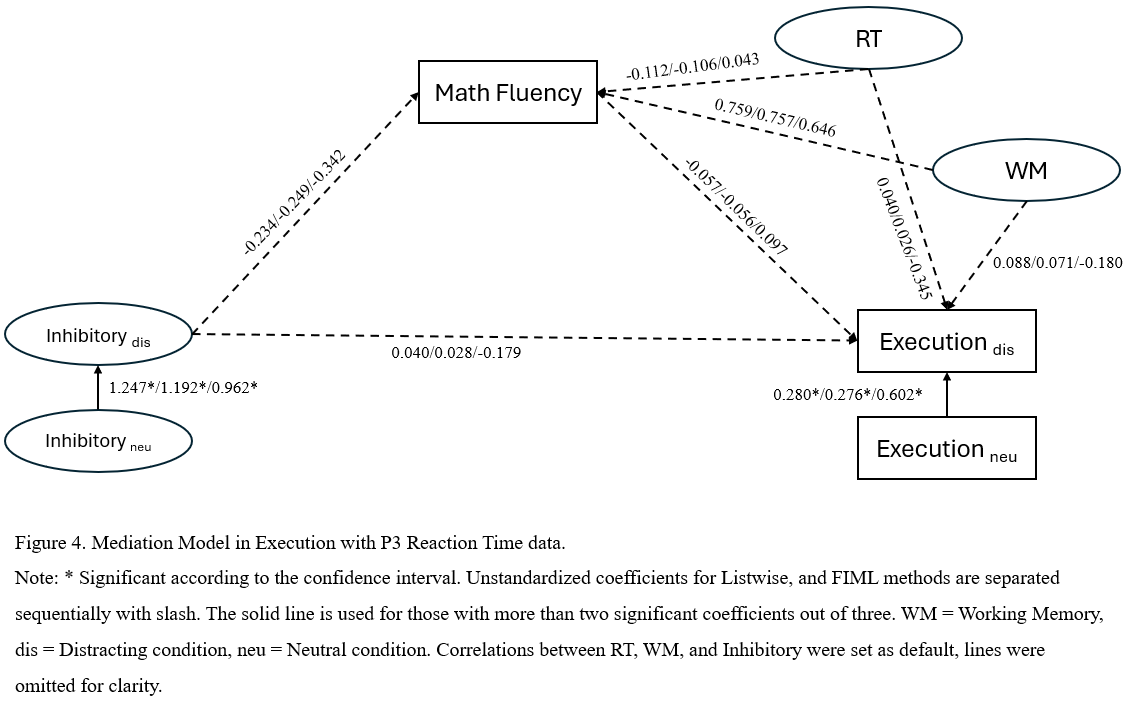 RT
-0.112/-0.106/0.043
Math Fluency
0.759/0.757/0.646
WM
-0.234/-0.249/-0.342
-0.057/-0.056/0.097
0.040/0.026/-0.345
0.088/0.071/-0.180
Inhibitory dis
Execution dis
0.040/0.028/-0.179
1.247*/1.192*/0.962*
0.280*/0.276*/0.602*
Inhibitory neu
Execution neu
Figure 4. Mediation Model in Execution with P3 Reaction Time data.
Note: * Significant according to the confidence interval. Unstandardized coefficients for Listwise, and FIML methods are separated
sequentially with slash. The solid line is used for those with more than two significant coefficients out of three. WM = Working Memory,
dis = Distracting condition, neu = Neutral condition. Correlations between RT, WM, and Inhibitory were set as default, lines were
omitted for clarity.